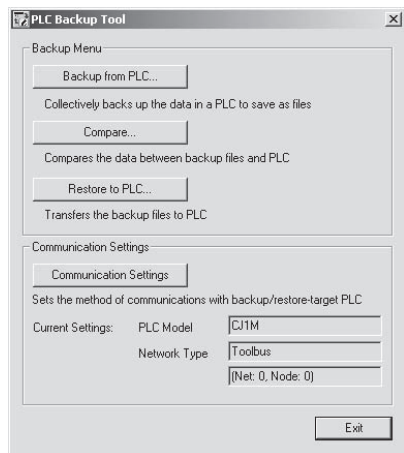 PLC Backup Tool
Backup Menu
Backup from PLC...
Collectively backs up the data in a PLC to save as files
Compare...
Compares the data between backup files and PLC
Restore to PLC...
Transfers the backup files to PLC
Communication Settings
Communication Settings
Sets the method of communications with backup/restore-target PLC
Current Settings: PLC Model CJ1M
Network Type Toolbus
(Net: 0, Node: 0)
Exit